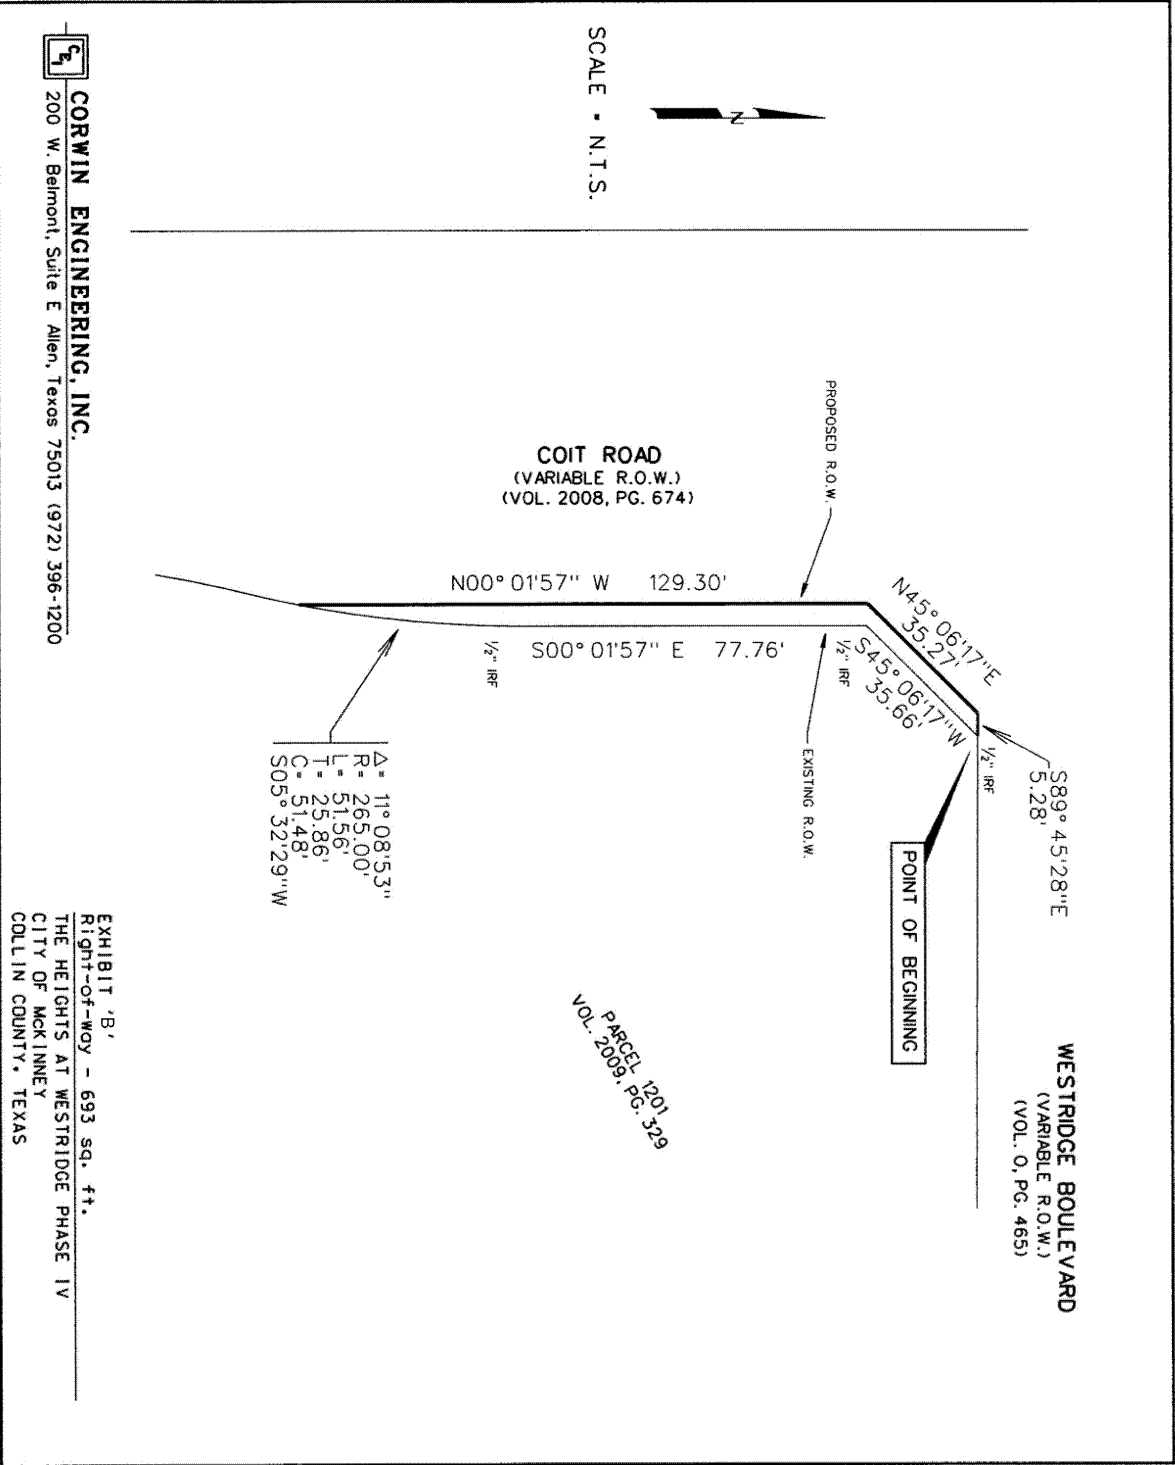 SCALE = N.T.S.
N
WESTRIDGE BOULEVARD
(VARIABLE R.O.W.)
(VOL. O, PG. 465)
S89° 45'28"E
5.28'
½" IRF
POINT OF BEGINNING
N45° 06'17"E
35.27'
S45° 06'17"W
35.66'
PROPOSED R.O.W.
½" IRF
EXISTING R.O.W.
COIT ROAD
(VARIABLE R.O.W.)
(VOL. 2008, PG. 674)
N00° 01'57" W 129.30'
S00° 01'57" E 77.76'
½" IRF
PARCEL 1201
VOL. 2009, PG. 329
Δ= 11° 08'53"
R= 265.00'
L= 51.56'
T= 25.86'
C= 51.48'
S05° 32'29"W
EXHIBIT 'B'
Right-of-way - 693 sq. ft.
THE HEIGHTS AT WESTRIDGE PHASE IV
CITY OF McKINNEY
COLLIN COUNTY, TEXAS
CEI
CORWIN ENGINEERING, INC.
200 W. Belmont, Suite E Allen, Texas 75013 (972) 396-1200